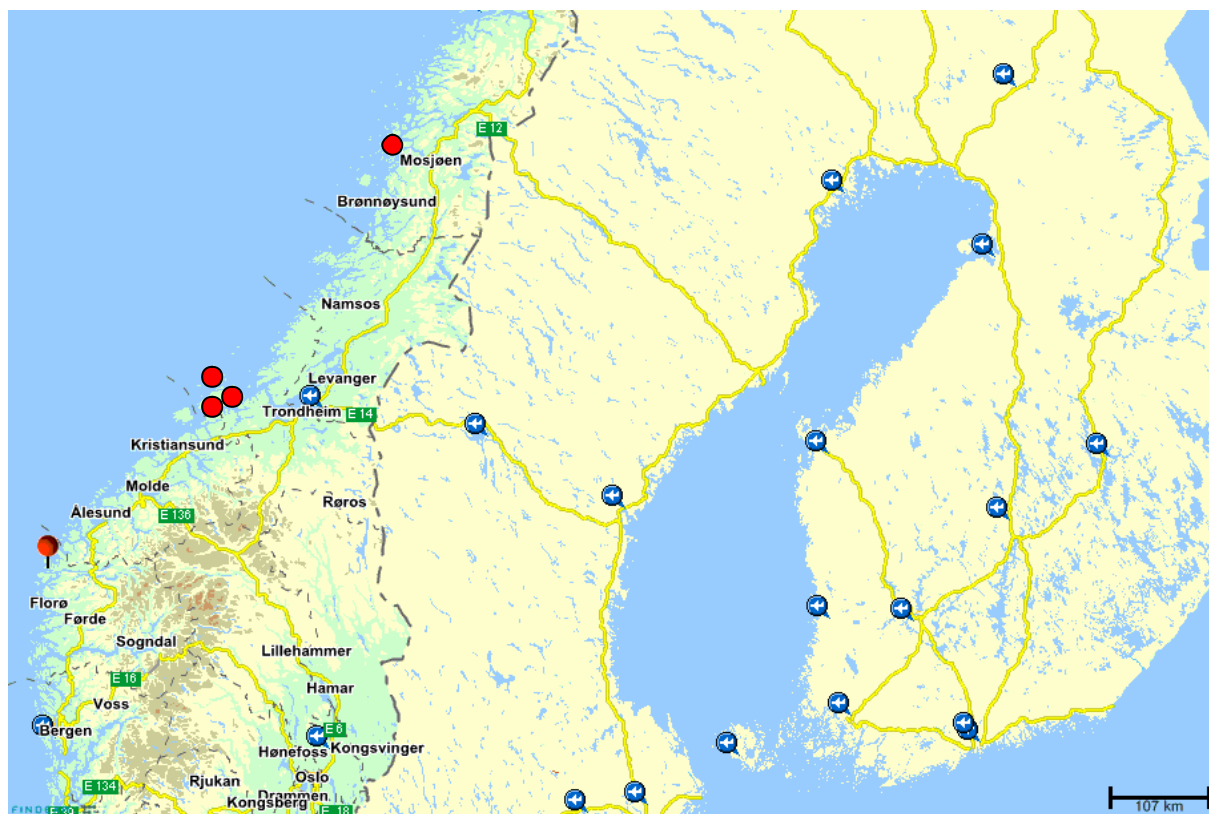 E 12
Mosjøen
Brønnøysund
Namsos
Levanger
Trondheim
E 14
Kristiansund
Molde
Røros
Ålesund
E 136
Florø
Førde
Sogndal
Lillehammer
E 16
Hamar
Voss
Bergen
E 6
Hønefoss
Kongsvinger
Oslo
Rjukan
E 134
Drammen
Kongsberg
E 39
E 18
107 km